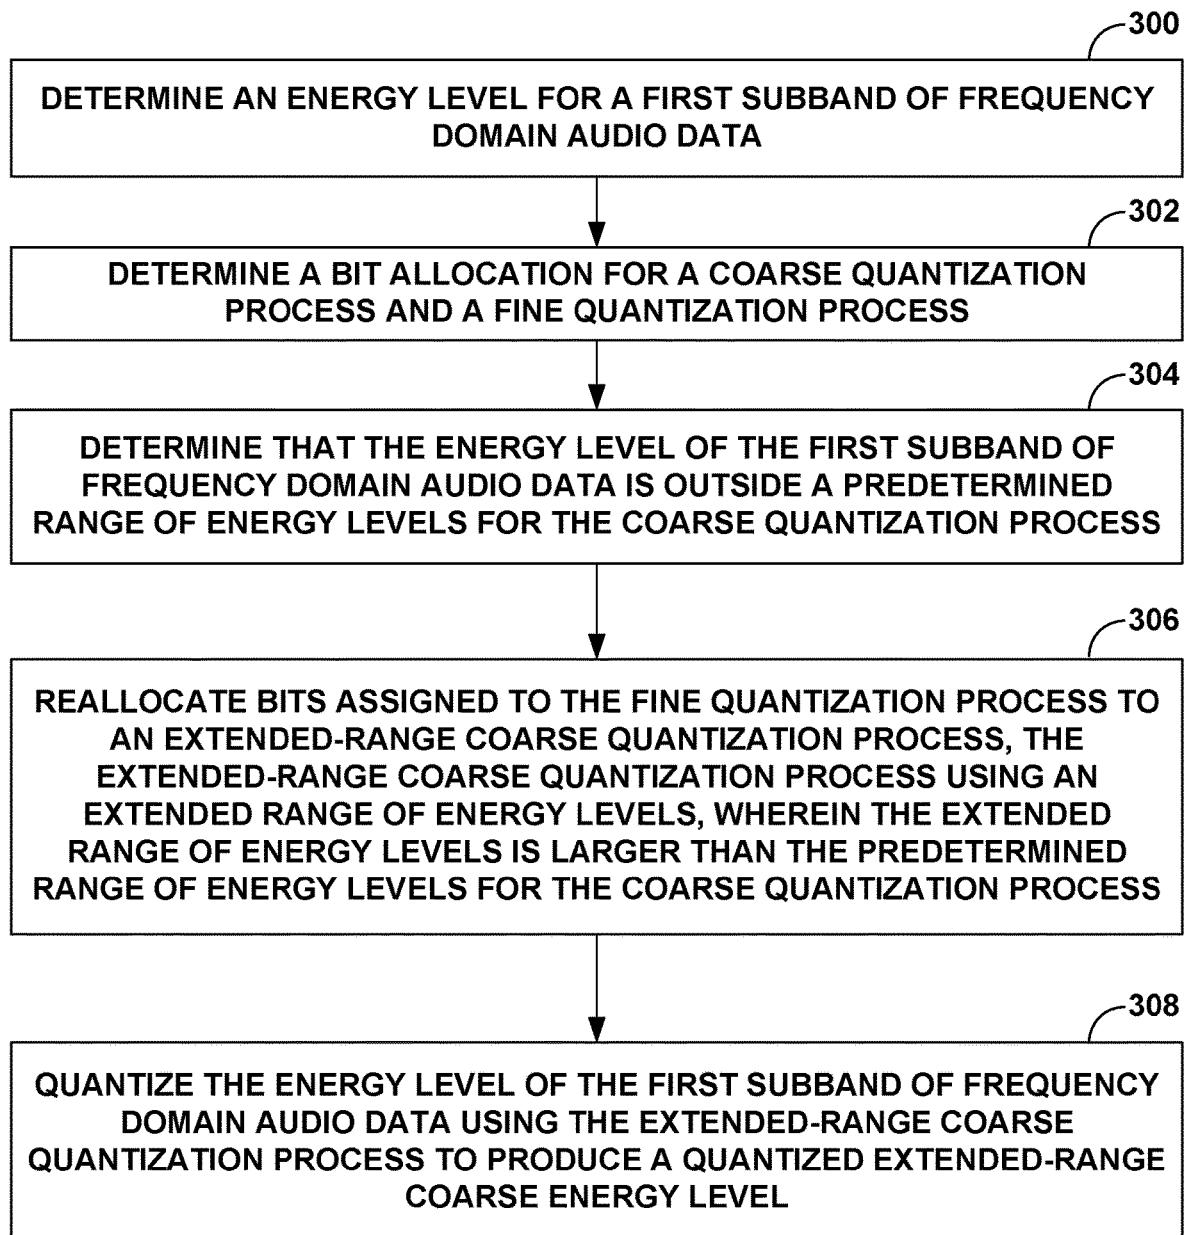 300
DETERMINE AN ENERGY LEVEL FOR A FIRST SUBBAND OF FREQUENCY
DOMAIN AUDIO DATA
302
DETERMINE A BIT ALLOCATION FOR A COARSE QUANTIZATION
PROCESS AND A FINE QUANTIZATION PROCESS
304
DETERMINE THAT THE ENERGY LEVEL OF THE FIRST SUBBAND OF
FREQUENCY DOMAIN AUDIO DATA IS OUTSIDE A PREDETERMINED
RANGE OF ENERGY LEVELS FOR THE COARSE QUANTIZATION PROCESS
306
REALLOCATE BITS ASSIGNED TO THE FINE QUANTIZATION PROCESS TO
AN EXTENDED-RANGE COARSE QUANTIZATION PROCESS, THE
EXTENDED-RANGE COARSE QUANTIZATION PROCESS USING AN
EXTENDED RANGE OF ENERGY LEVELS, WHEREIN THE EXTENDED
RANGE OF ENERGY LEVELS IS LARGER THAN THE PREDETERMINED
RANGE OF ENERGY LEVELS FOR THE COARSE QUANTIZATION PROCESS
308
QUANTIZE THE ENERGY LEVEL OF THE FIRST SUBBAND OF FREQUENCY
DOMAIN AUDIO DATA USING THE EXTENDED-RANGE COARSE
QUANTIZATION PROCESS TO PRODUCE A QUANTIZED EXTENDED-RANGE
COARSE ENERGY LEVEL